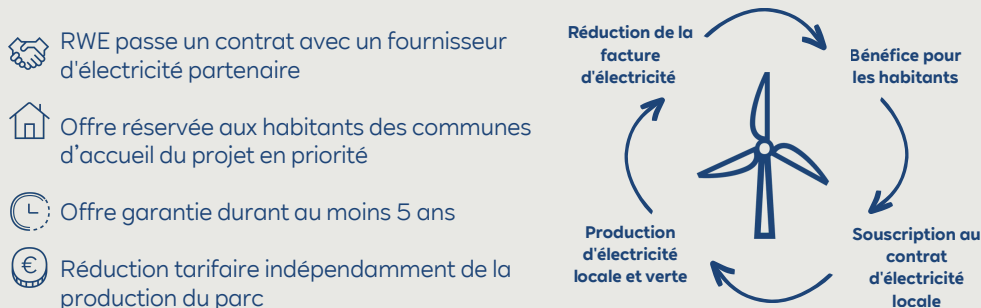 RWE passe un contrat avec un fournisseur
d'électricité partenaire
Offre réservée aux habitants des communes
d'accueil du projet en priorité
Offre garantie durant au moins 5 ans
€
Réduction tarifaire indépendamment de la
production du parc
Réduction de la
facture
d'électricité
Bénéfice pour
les habitants
Souscription au
contrat
d'électricité
locale
Production
d'électricité
locale et verte